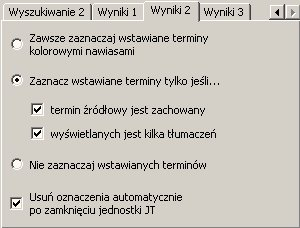 Wyszukiwanie 2 Wyniki 1 Wyniki 2 Wyniki 3
Zawsze zaznaczaj wstawiane terminy
kolorowymi nawiasami
Zaznacz wstawiane terminy tylko jeśli...
termin źródłowy jest zachowany
wyświetlanych jest kilka tłumaczeń
Nie zaznaczaj wstawianych terminów
Usuń oznaczenia automatycznie
po zamknięciu jednostki JT